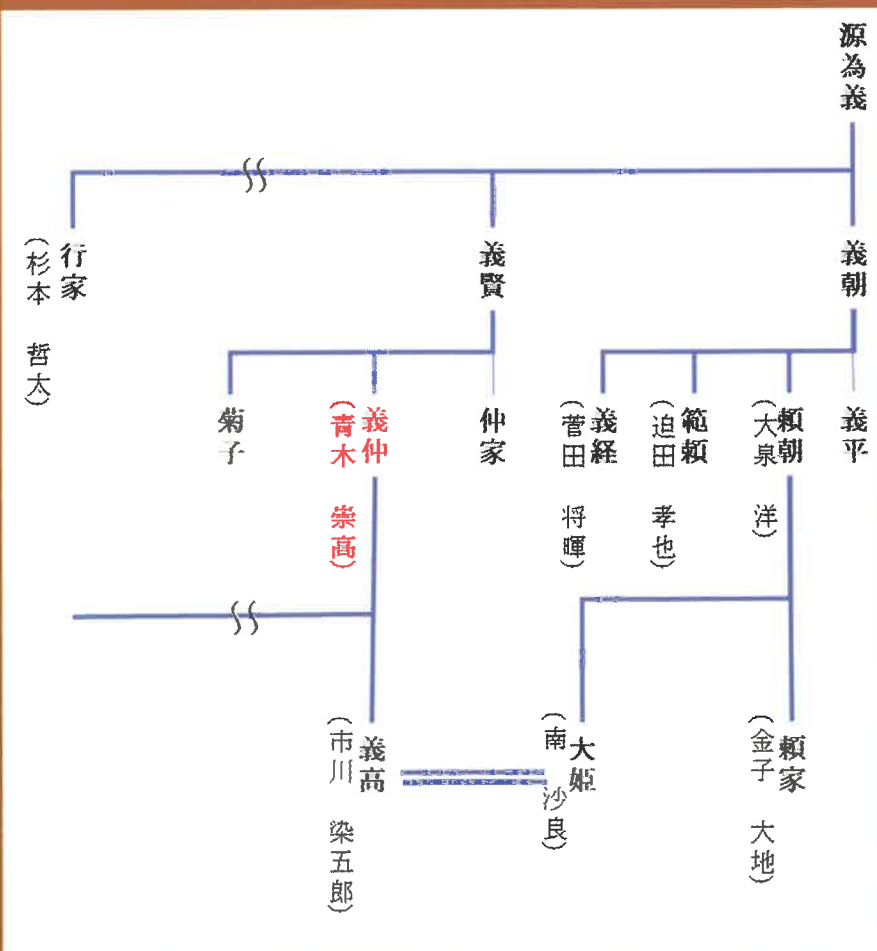 源為義
義朝
義賢
行家
(杉本 哲太)
義平
頼朝
(大泉 洋)
範頼
(迫田 孝也)
義経
(菅田 将暉)
仲家
義仲
(青木 崇高)
菊子
頼家
(金子 大地)
大姫
(南 沙良)
義高
(市川 染五郎)